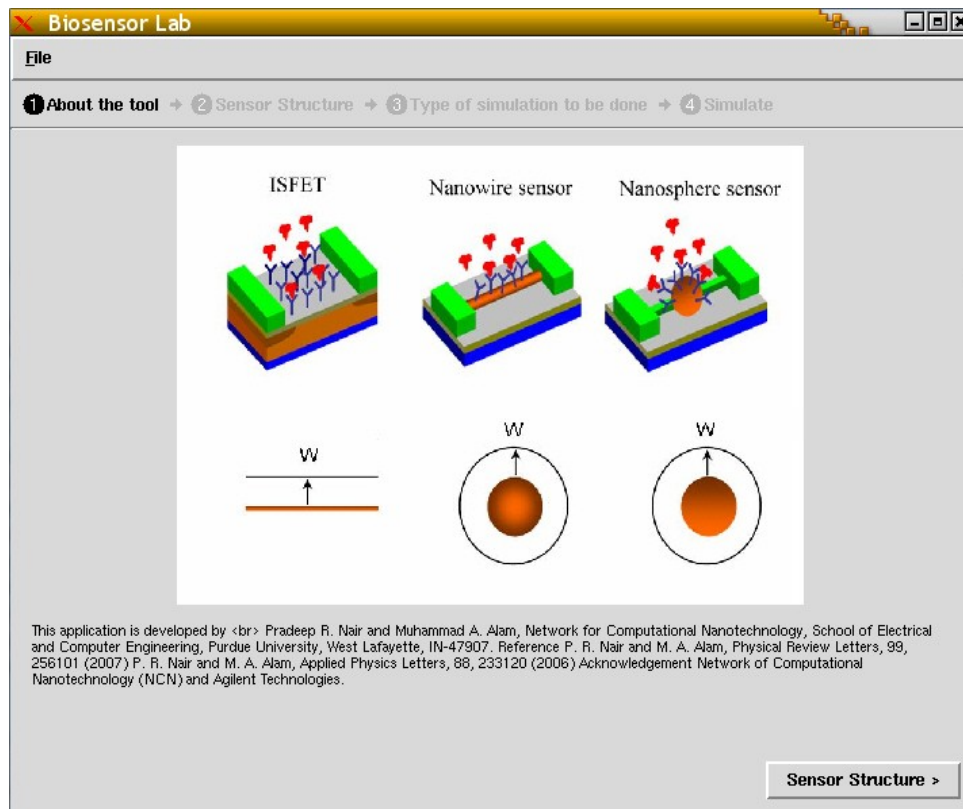 Biosensor Lab
File
1 About the tool → 2 Sensor Structure → 3 Type of simulation to be done → 4 Simulate
ISFET Nanowire sensor Nanosphere sensor
W W W
This application is developed by <br> Pradeep R. Nair and Muhammad A. Alam, Network for Computational Nanotechnology, School of Electrical
and Computer Engineering, Purdue University, West Lafayette, IN-47907. Reference P. R. Nair and M. A. Alam, Physical Review Letters, 99,
256101 (2007) P. R. Nair and M. A. Alam, Applied Physics Letters, 88, 233120 (2006) Acknowledgement Network of Computational
Nanotechnology (NCN) and Agilent Technologies.
Sensor Structure >